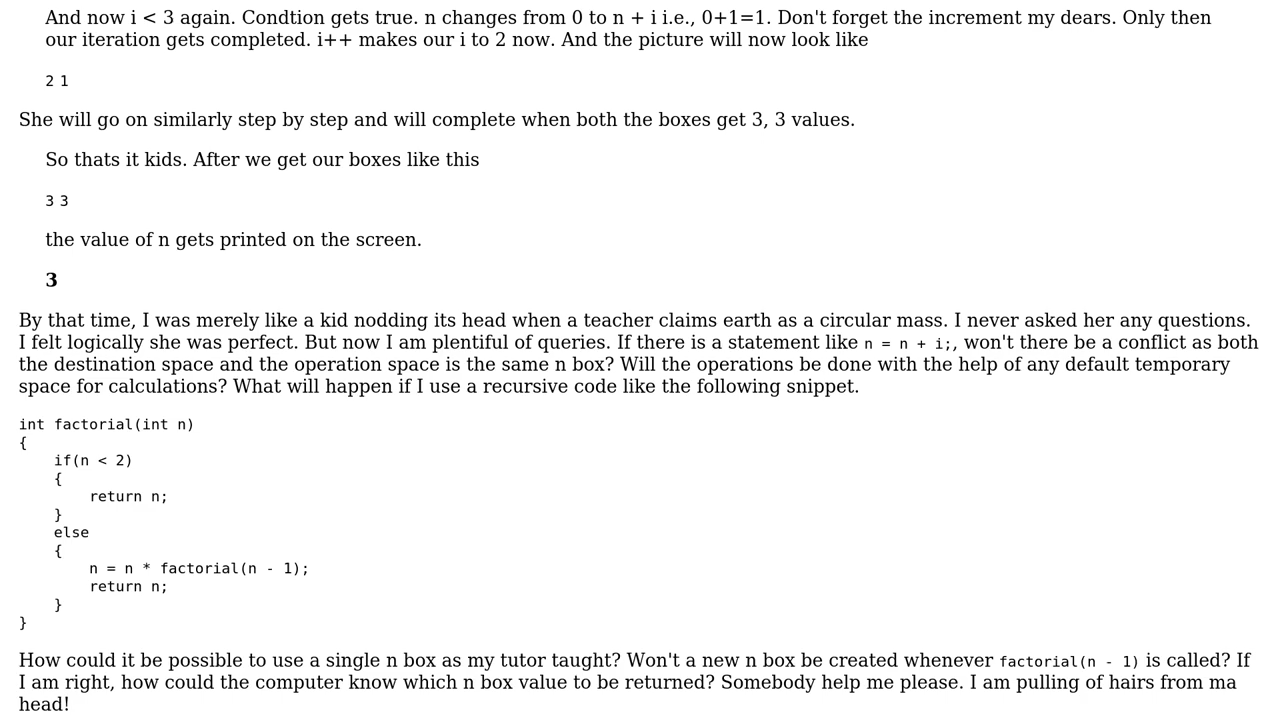 And now i < 3 again. Condtion gets true. n changes from 0 to n + i i.e., 0+1=1. Don't forget the increment my dears. Only then
our iteration gets completed. i++ makes our i to 2 now. And the picture will now look like
2 1
She will go on similarly step by step and will complete when both the boxes get 3, 3 values.
So thats it kids. After we get our boxes like this
3 3
the value of n gets printed on the screen.
3
By that time, I was merely like a kid nodding its head when a teacher claims earth as a circular mass. I never asked her any questions.
I felt logically she was perfect. But now I am plentiful of queries. If there is a statement like n = n + i;, won't there be a conflict as both
the destination space and the operation space is the same n box? Will the operations be done with the help of any default temporary
space for calculations? What will happen if I use a recursive code like the following snippet.
int factorial(int n)
{
    if(n < 2)
    {
        return n;
    }
    else
    {
        n = n * factorial(n - 1);
        return n;
    }
}
How could it be possible to use a single n box as my tutor taught? Won't a new n box be created whenever factorial(n - 1) is called? If
I am right, how could the computer know which n box value to be returned? Somebody help me please. I am pulling of hairs from ma
head!